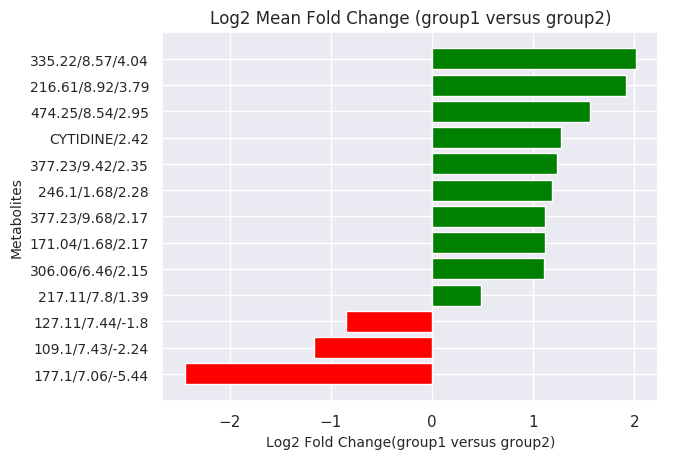 Log2 Mean Fold Change (group1 versus group2)
Metabolites
335.22/8.57/4.04
216.61/8.92/3.79
474.25/8.54/2.95
CYTIDINE/2.42
377.23/9.42/2.35
246.1/1.68/2.28
377.23/9.68/2.17
171.04/1.68/2.17
306.06/6.46/2.15
217.11/7.8/1.39
127.11/7.44/-1.8
109.1/7.43/-2.24
177.1/7.06/-5.44
−2 −1 0 1 2
Log2 Fold Change(group1 versus group2)